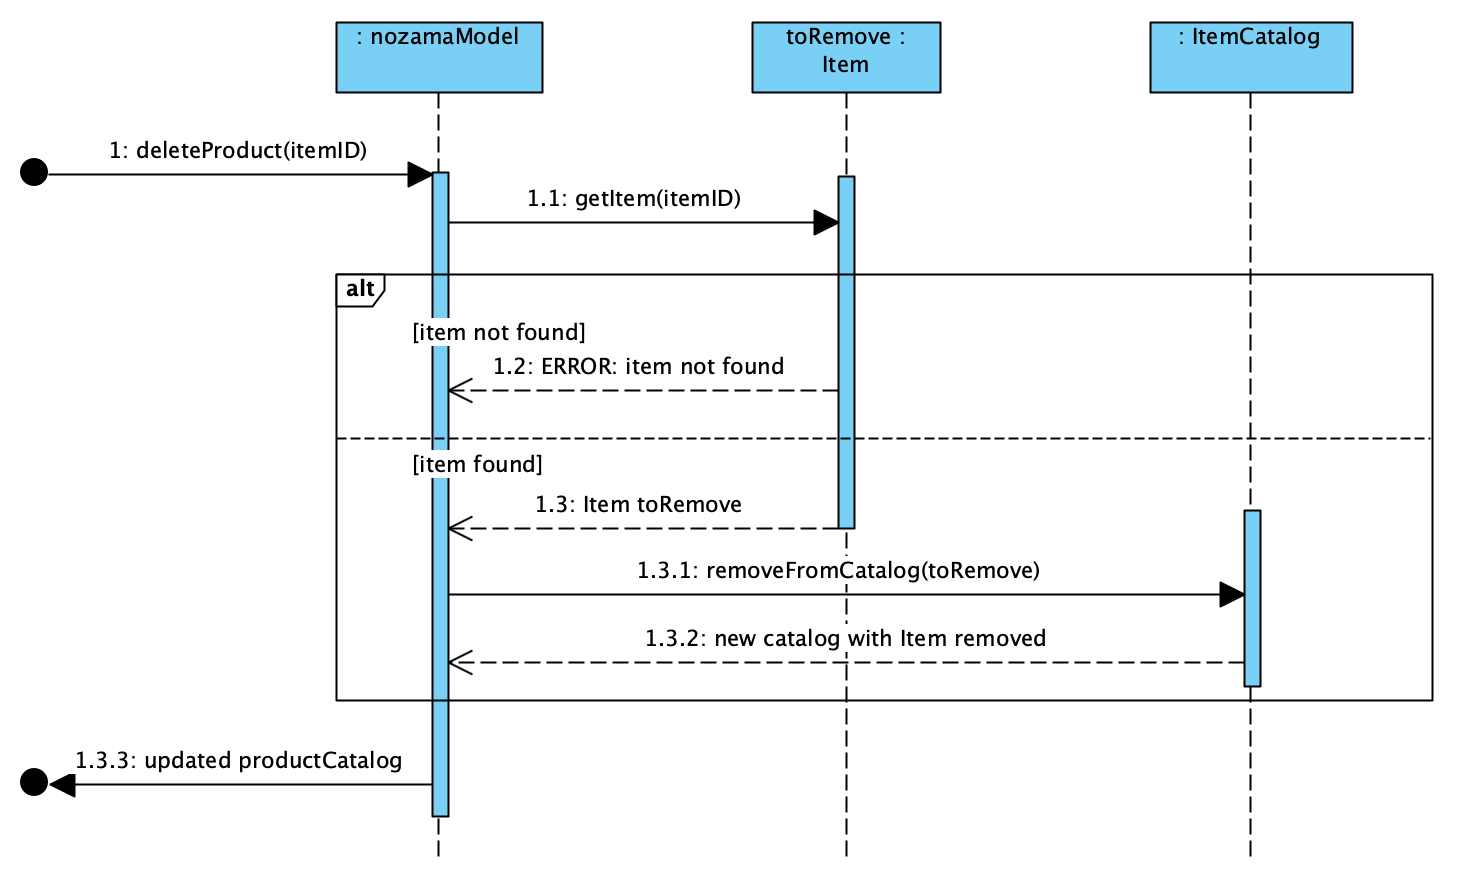 : nozamaModel
toRemove :
Item
: ItemCatalog
1: deleteProduct(itemID)
1.1: getItem(itemID)
alt
[item not found]
1.2: ERROR: item not found
[item found]
1.3: Item toRemove
1.3.1: removeFromCatalog(toRemove)
1.3.2: new catalog with Item removed
1.3.3: updated productCatalog